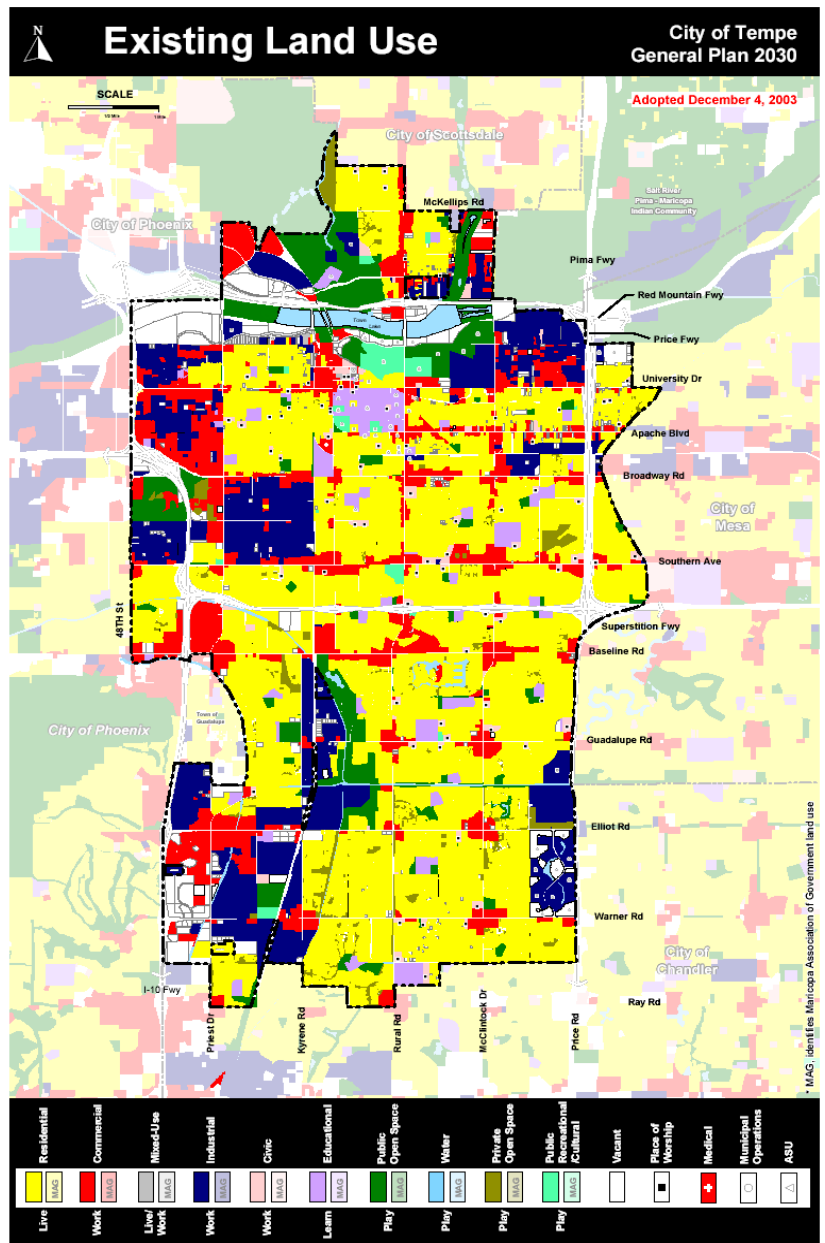 N
Existing Land Use
City of Tempe
General Plan 2030
SCALE
Adopted December 4, 2003
City of Scottsdale
McKellips Rd
Salt River
Pima - Maricopa
Indian Community
City of Phoenix
Pima Fwy
Red Mountain Fwy
Town
Lake
Price Fwy
University Dr
Apache Blvd
Broadway Rd
City of
Mesa
Southern Ave
48TH St
Superstition Fwy
Baseline Rd
Town of
Guadalupe
City of Phoenix
Guadalupe Rd
Elliot Rd
Warner Rd
City of
Chandler
I-10 Fwy
Ray Rd
Priest Dr
Kyrene Rd
Rural Rd
McClintock Dr
Price Rd
* MAG, identifies Maricopa Association of Government land use
Residential
Commercial
Mixed-Use
Industrial
Civic
Educational
Public
Open Space
Water
Private
Open Space
Public
Recreational
/Cultural
Vacant
Place of
Worship
Medical
Municipal
Operations
ASU
MAG
MAG
MAG
MAG
MAG
MAG
MAG
MAG
MAG
MAG
Live
Work
Live/
Work
Work
Work
Learn
Play
Play
Play
Play